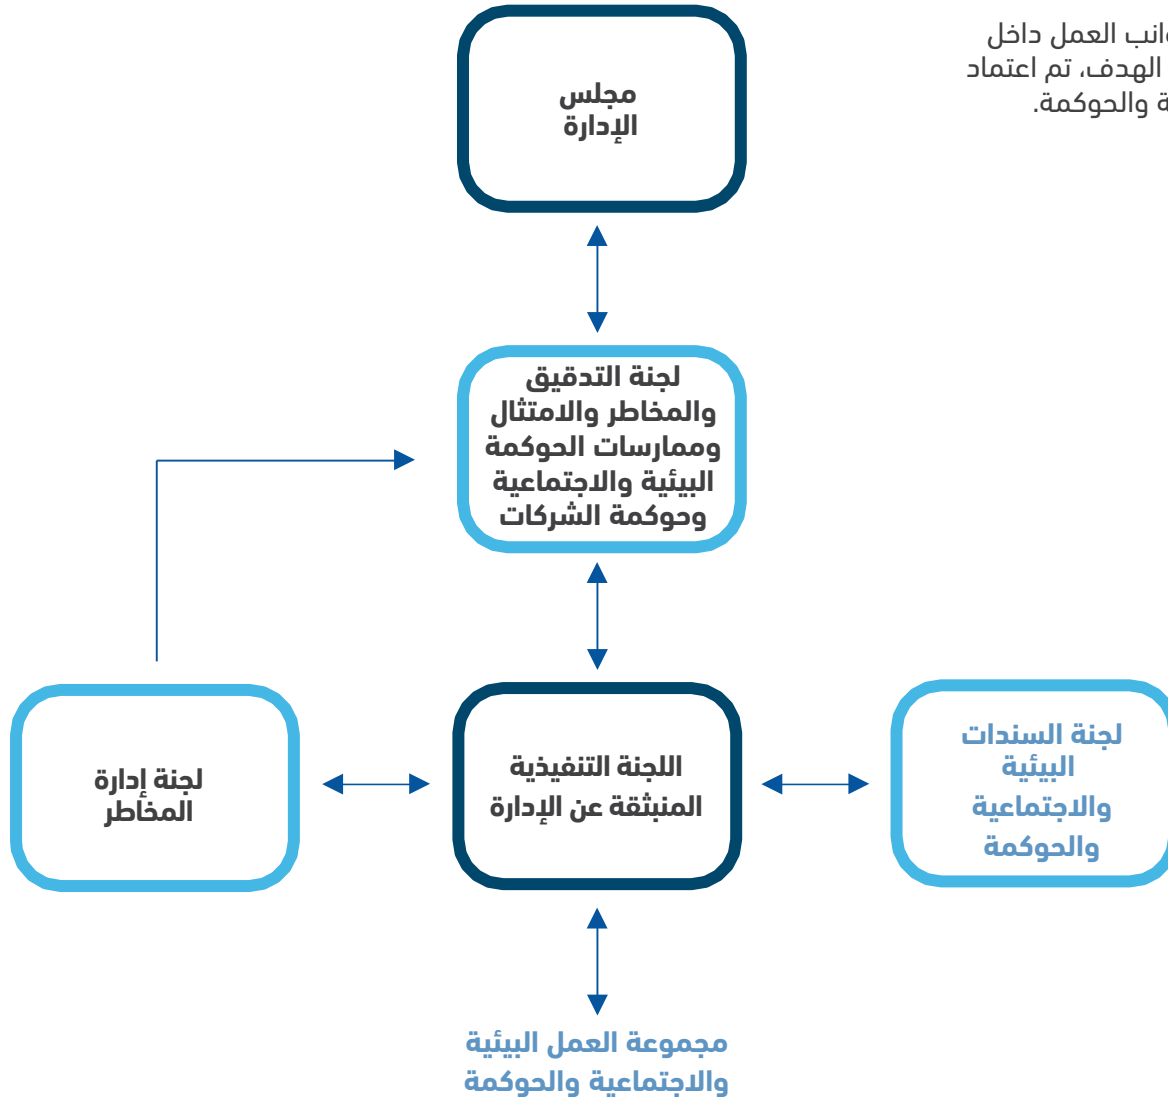 العمل داخل
الهدف، تم اعتماد
والحوكمة.
مجلس
الإدارة
لجنة التدقيق
والمخاطر والامتثال
وممارسات الحوكمة
البيئية والاجتماعية
وحوكمة الشركات
لجنة إدارة
المخاطر
اللجنة التنفيذية
المنبثقة عن الإدارة
لجنة السندات
البيئية
والاجتماعية
والحوكمة
مجموعة العمل البيئية
والاجتماعية والحوكمة